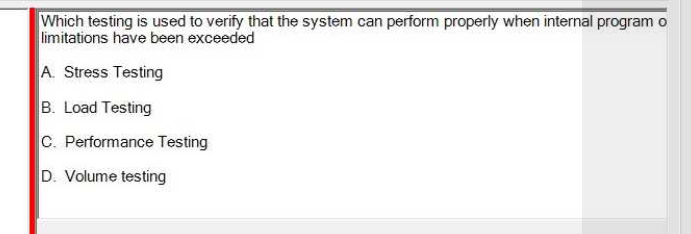 Which testing is used to verify that the system can perform properly when internal program o
limitations have been exceeded
A. Stress Testing
B. Load Testing
C. Performance Testing
D. Volume testing